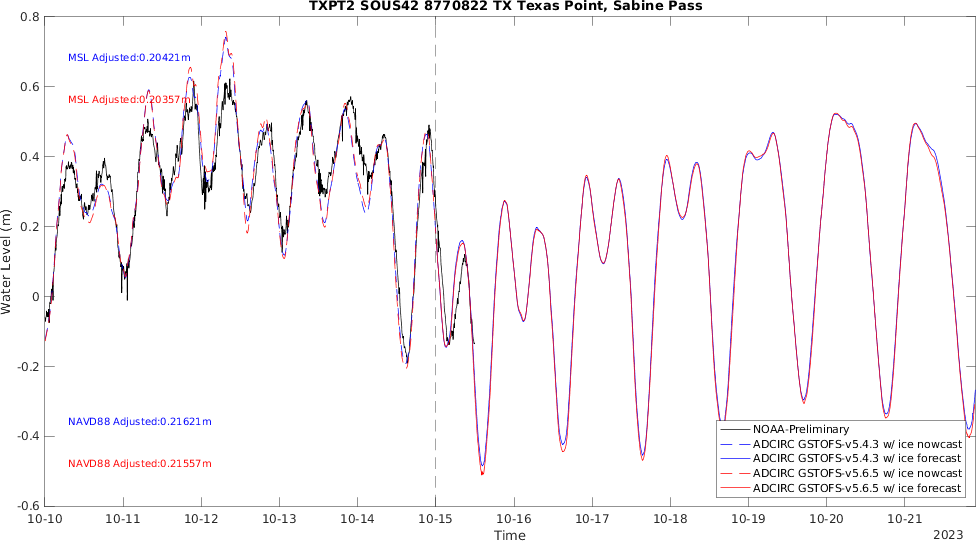 TXPT2 SOUS42 8770822 TX Texas Point, Sabine Pass
0.8
0.6
0.4
0.2
0
-0.2
-0.4
-0.6
Water Level (m)
MSL Adjusted:0.20421m
MSL Adjusted:0.20357m
NAVD88 Adjusted:0.21621m
NAVD88 Adjusted:0.21557m
NOAA-Preliminary
ADCIRC GSTOFS-v5.4.3 w/ ice nowcast
ADCIRC GSTOFS-v5.4.3 w/ ice forecast
ADCIRC GSTOFS-v5.6.5 w/ ice nowcast
ADCIRC GSTOFS-v5.6.5 w/ ice forecast
10-10 10-11 10-12 10-13 10-14 10-15 10-16 10-17 10-18 10-19 10-20 10-21
Time
2023